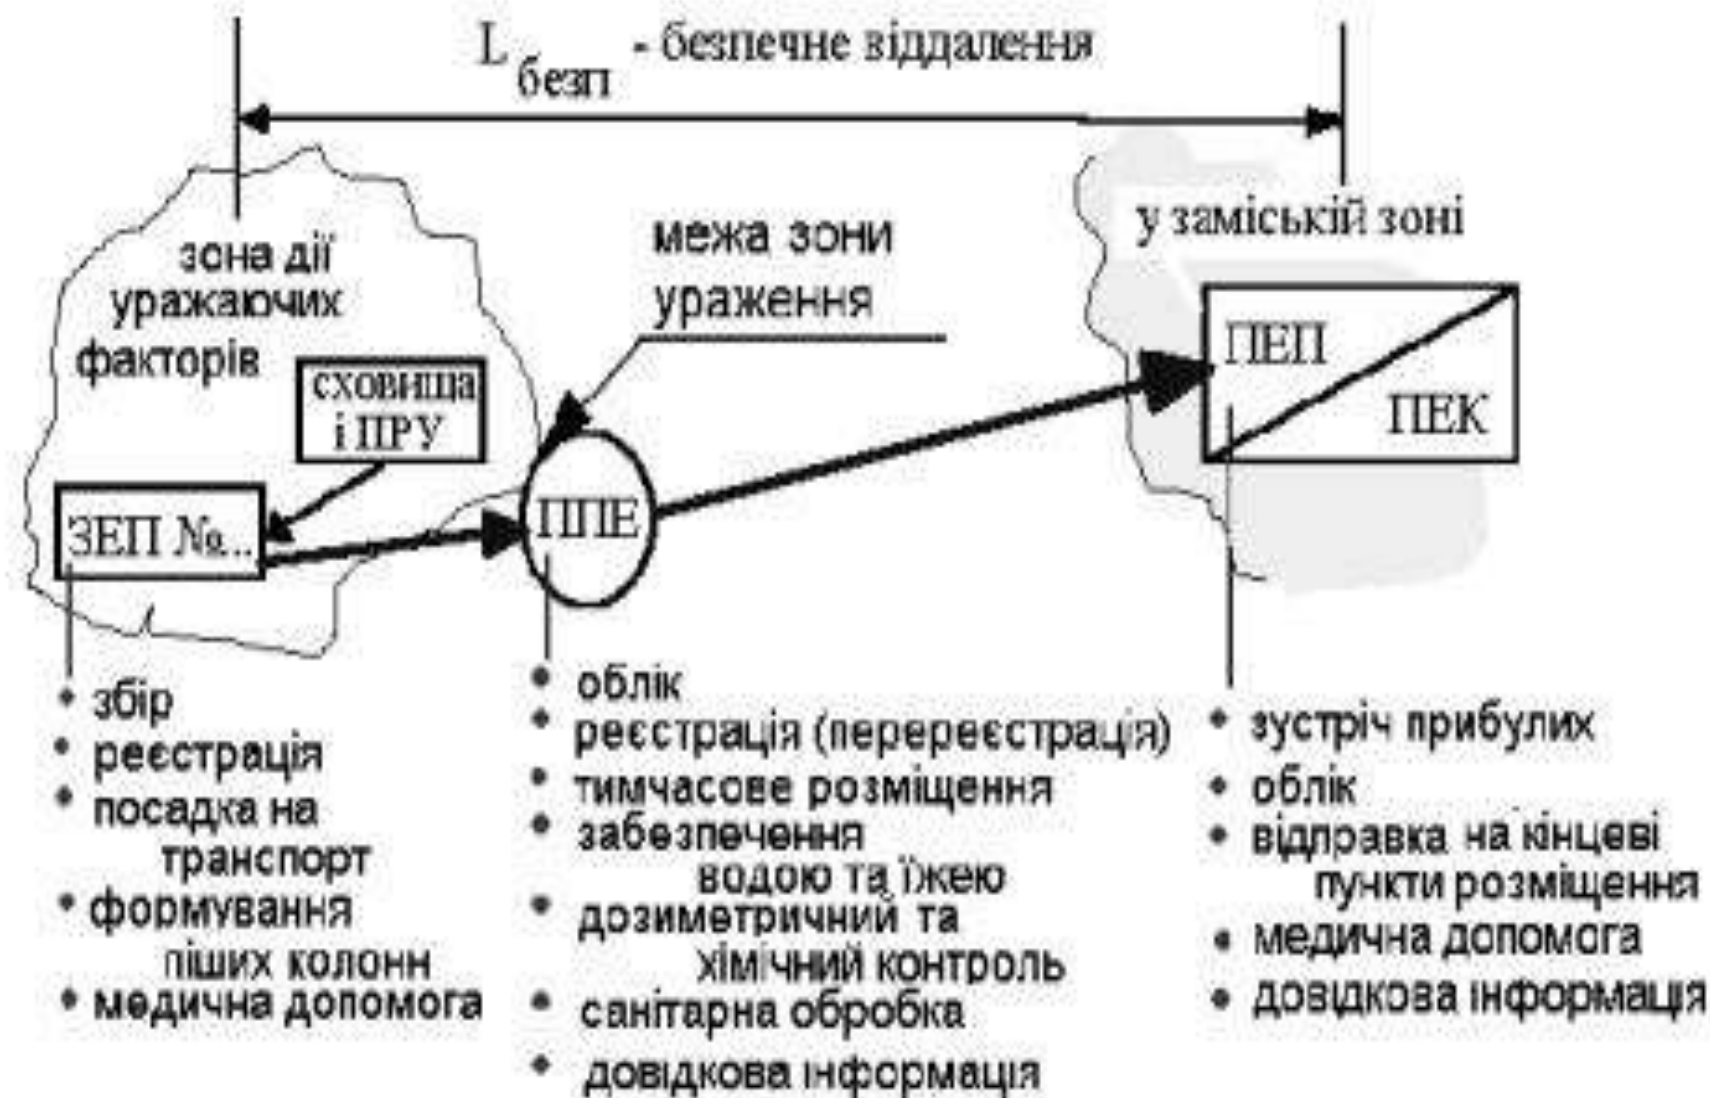 L безп - безпечне віддалення
зона дії
уражаючих
факторів
межа зони
ураження
у заміській зоні
сховища
і ПРУ
ЗЕП №...
ППЕ
ПЕП
ПЕК
• збір
• реєстрація
• посадка на
транспорт
• формування
піших колонн
• медична допомога
• облік
• реєстрація (перереєстрація)
• тимчасове розміщення
• забезпечення
водою та їжею
• дозиметричний та
хімічний контроль
• санітарна обробка
• довідкова інформація
• зустріч прибулих
• облік
• відправка на кінцеві
пункти розміщення
• медична допомога
• довідкова інформація